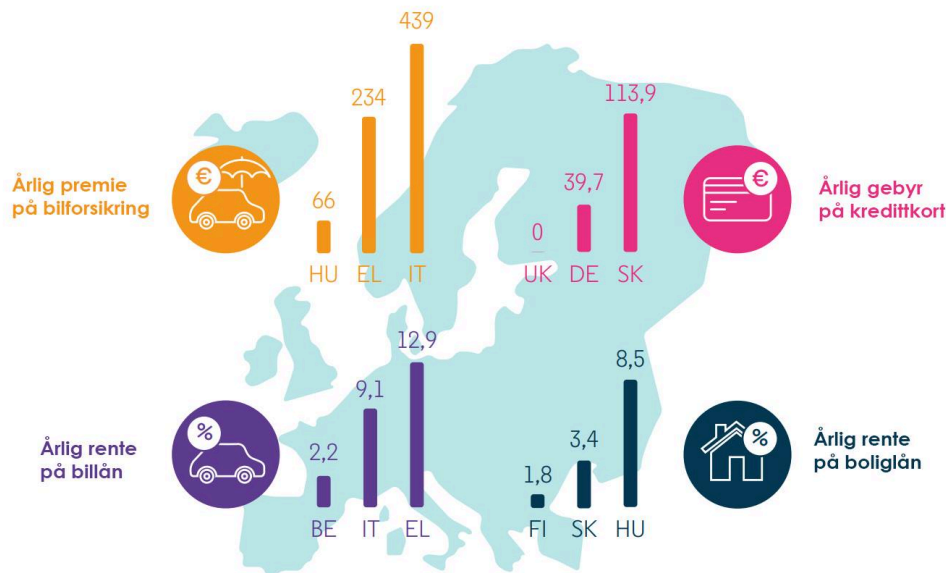 439
234
66
HU EL IT
€
Årlig premie
på bilforsikring
113,9
39,7
0
UK DE SK
€
Årlig gebyr
på kredittkort
12,9
9,1
2,2
BE IT EL
%
Årlig rente
på billån
8,5
3,4
1,8
FI SK HU
%
Årlig rente
på boliglån